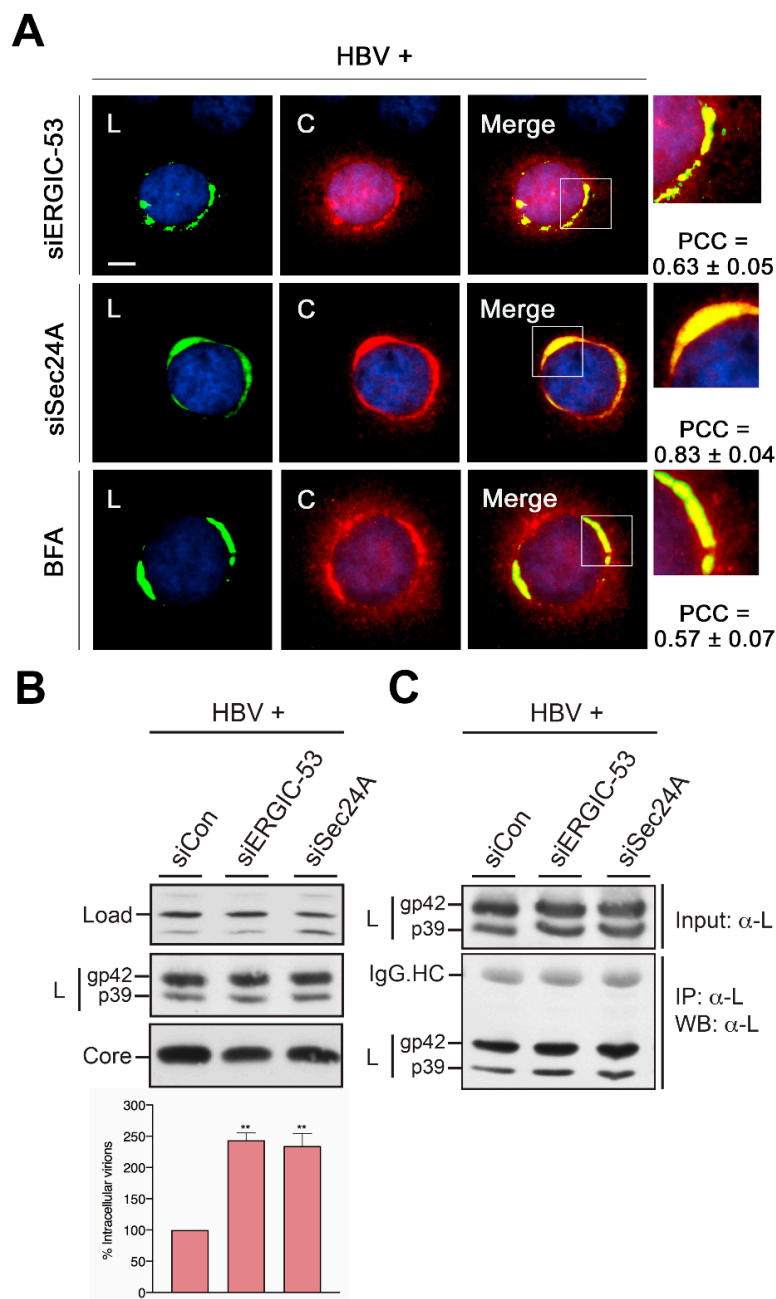 A
HBV +
siERGIC-53
L
C
Merge
PCC =
0.63 ± 0.05
siSec24A
L
C
Merge
PCC =
0.83 ± 0.04
BFA
L
C
Merge
PCC =
0.57 ± 0.07
B
HBV +
siCon
siERGIC-53
siSec24A
Load
L
gp42
p39
Core
300
250
200
150
100
50
0
% Intracellular virions
**
**
C
HBV +
siCon
siERGIC-53
siSec24A
L
gp42
p39
Input: α-L
IgG.HC
IP: α-L
WB: α-L
L
gp42
p39